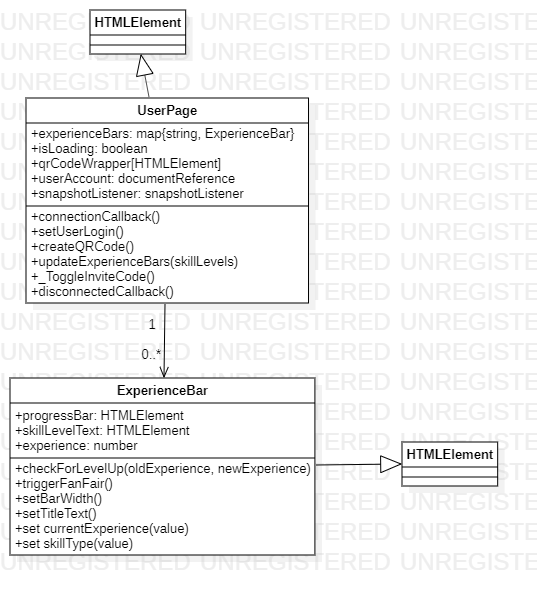 HTMLElement
UserPage
+experienceBars: map{string, ExperienceBar}
+isLoading: boolean
+qrCodeWrapper[HTMLElement]
+userAccount: documentReference
+snapshotListener: snapshotListener
+connectionCallback()
+setUserLogin()
+createQRCode()
+updateExperienceBars(skillLevels)
+_ToggleInviteCode()
+disconnectedCallback()
1
0..*
ExperienceBar
+progressBar: HTMLElement
+skillLevelText: HTMLElement
+experience: number
+checkForLevelUp(oldExperience, newExperience)
+triggerFanFair()
+setBarWidth()
+setTitleText()
+set currentExperience(value)
+set skillType(value)
HTMLElement
UNREGISTERED